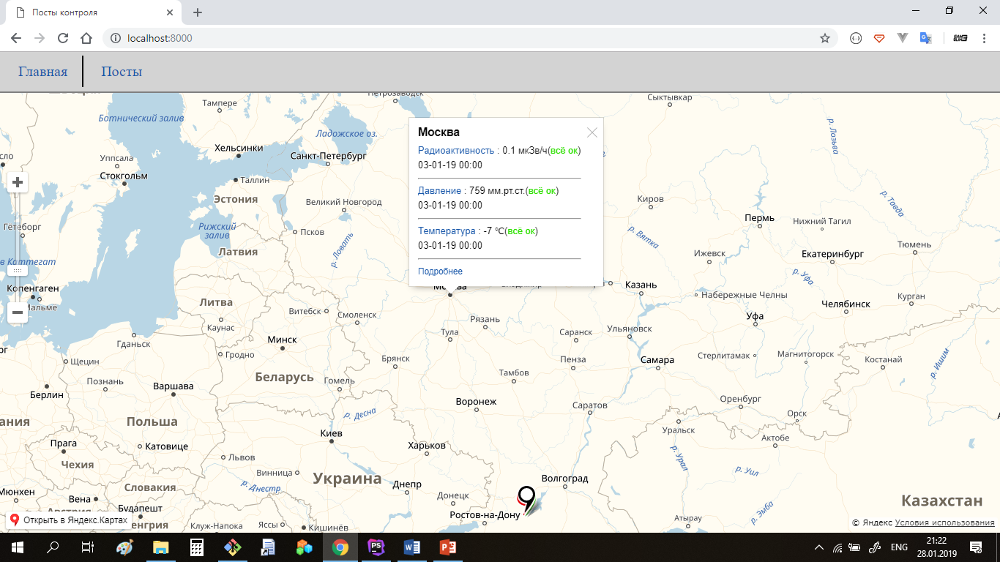 Посты контроля
localhost:8000
Главная
Посты
Петрозаводск
Сыктывкар
Тампере
Ботнический залив
Ладожское оз.
р. Лозьва
Хельсинки
Санкт-Петербург
Уппсала
Стокгольм
Таллин
Эстония
Великий Новгород
Киров
р. Тавда
Пермь
Нижний Тагил
Гетеборг
Рижский
залив
Псков
р. Ловать
р. Вятка
Латвия
Тюмень
Ижевск
Екатеринбург
в Каттегат
р. Уфа
Москва
Радиоактивность : 0.1 мкЗв/ч(всё ок)
03-01-19 00:00
Давление : 759 мм.рт.ст.(всё ок)
03-01-19 00:00
Температура : -7 °C(всё ок)
03-01-19 00:00
Подробнее
Москва
Копенгаген
Мальме
Казань
Набережные Челны
Курган
Челябинск
Литва
Каунас
Витебск
Смоленск
Рязань
Уфа
Тула
Саранск
Ульяновск
Гданьск
Минск
Гродно
Щецин
Брянск
Пенза
Самара
Стерлитамак
Магнитогорск
Костанай
р. Ишим
Познань
Варшава
Беларусь
Гомель
Тамбов
Берлин
Воронеж
Саратов
Оренбург
Орск
р. Десна
Польша
Уральск
Актобе
Прага
Катовице
Киев
Харьков
Чехия
Львов
р. Урал
р. Уил
Винница
Украина
Волгоград
Словакия
р. Днестр
Днепр
Мюнхен
Вена
Донецк
Казахстан
Австрия
Будапешт
Ростов-на-Дону
р. Эмба
Атырау
Открыть в Яндекс.Картах
Клуж-Напока
Яссы
Кишинёв
© Яндекс Условия использования
ENG
21:22
28.01.2019